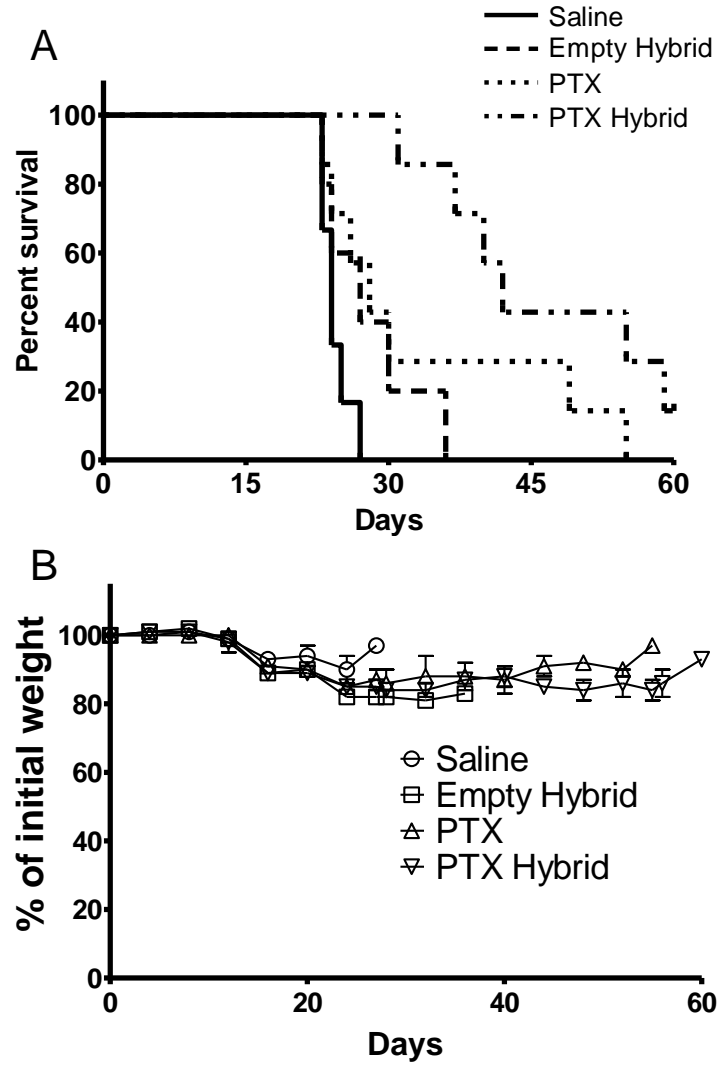 A
Saline
Empty Hybrid
PTX
PTX Hybrid
Percent survival
100
80
60
40
20
0
0 15 30 45 60
Days
B
% of initial weight
100
80
60
40
20
0
Saline
Empty Hybrid
PTX
PTX Hybrid
0 20 40 60
Days